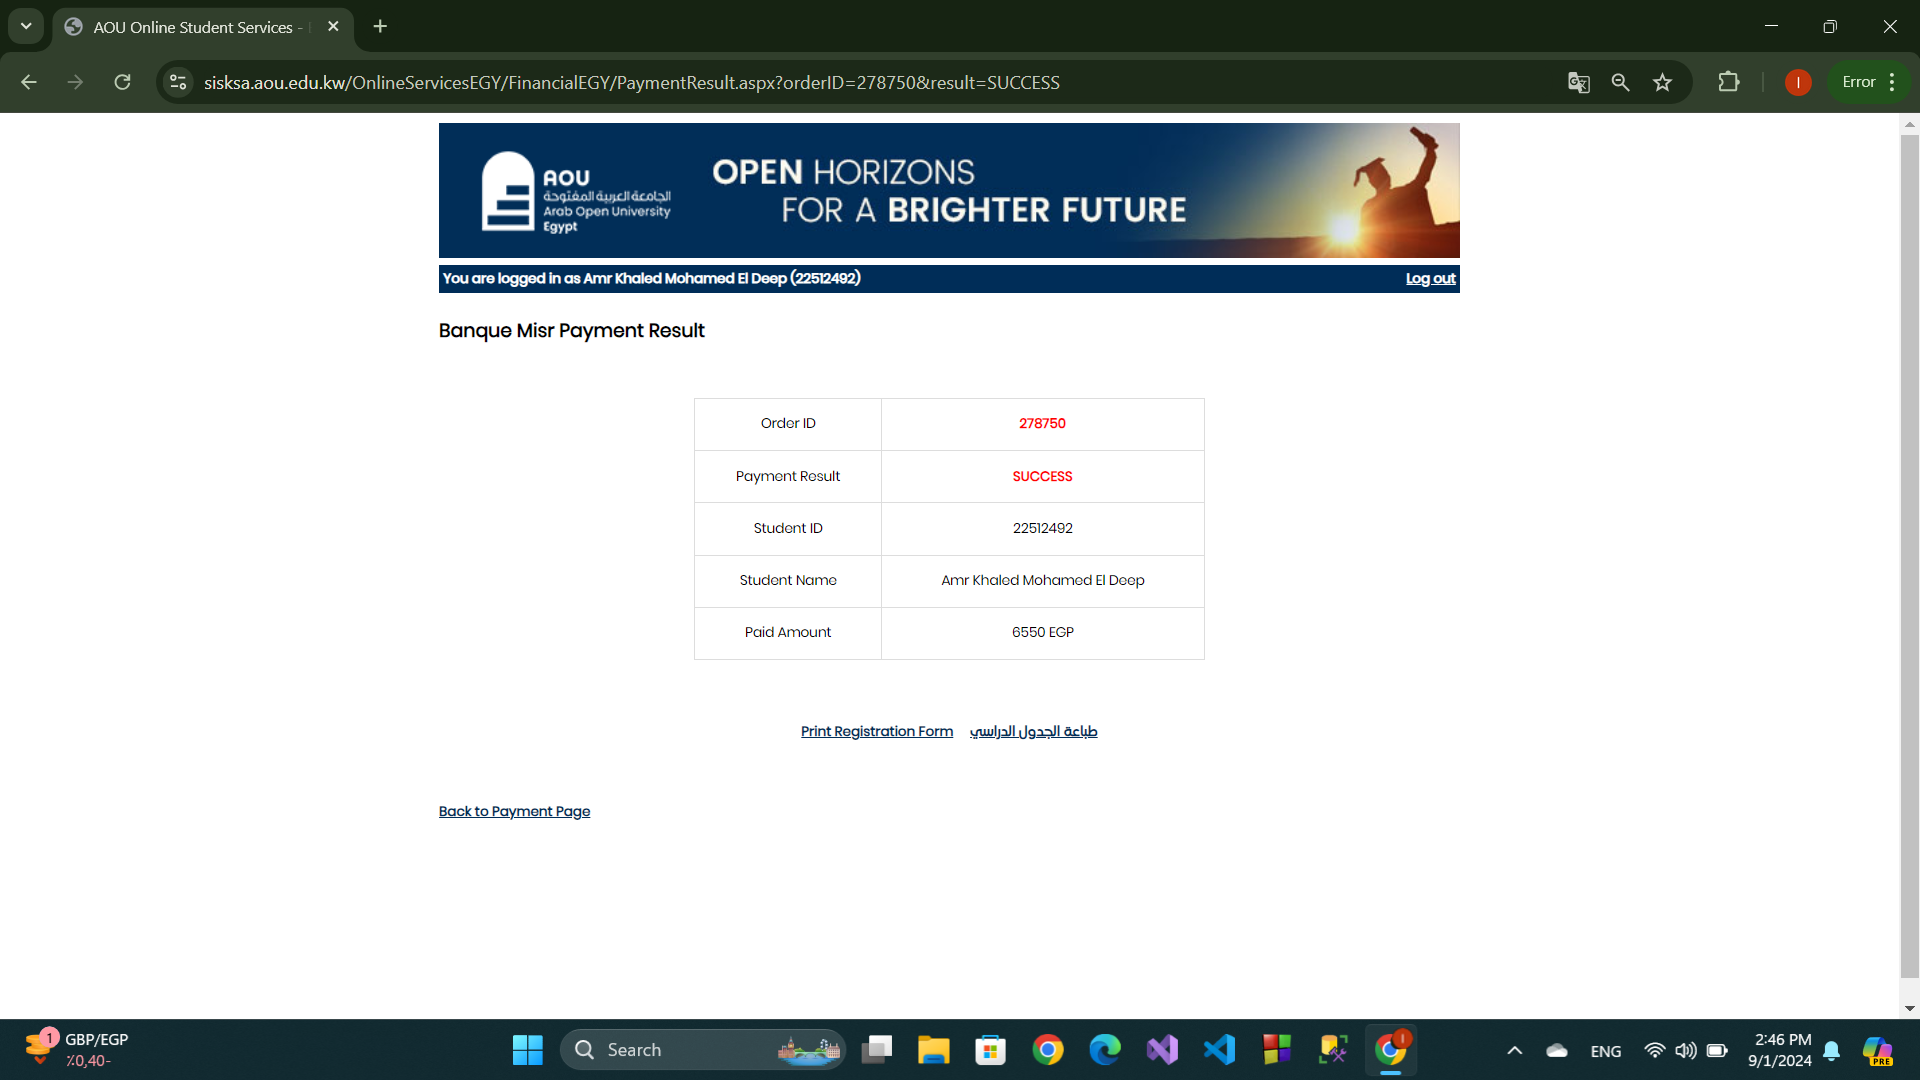 AOU Online Student Services -
sisksa.aou.edu.kw/OnlineServicesEGY/FinancialEGY/PaymentResult.aspx?orderID=278750&result=SUCCESS
I
Error
AOU
الجامعة العربية المفتوحة
Arab Open University
Egypt
OPEN HORIZONS
FOR A BRIGHTER FUTURE
You are logged in as Amr Khaled Mohamed El Deep (22512492)
Log out
Banque Misr Payment Result
Order ID 278750
Payment Result SUCCESS
Student ID 22512492
Student Name Amr Khaled Mohamed El Deep
Paid Amount 6550 EGP
Print Registration Form طباعة الجدول الدراسي
Back to Payment Page
1
GBP/EGP
٪0,40-
Search
PRE
ENG
2:46 PM
9/1/2024